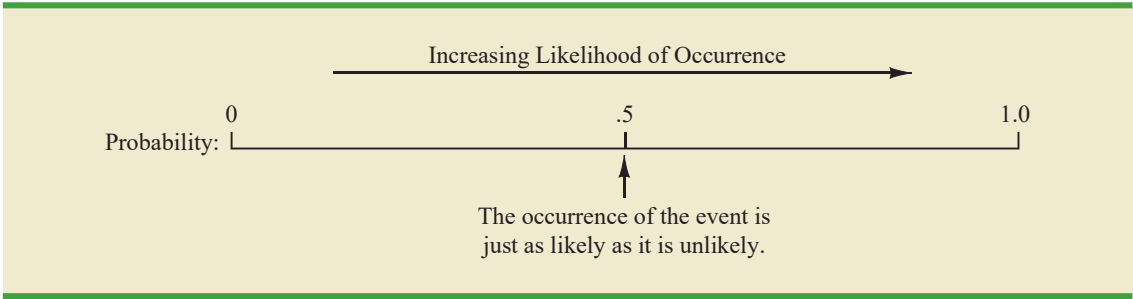 Increasing Likelihood of Occurrence
0 .5 1.0
Probability:
The occurrence of the event is
just as likely as it is unlikely.